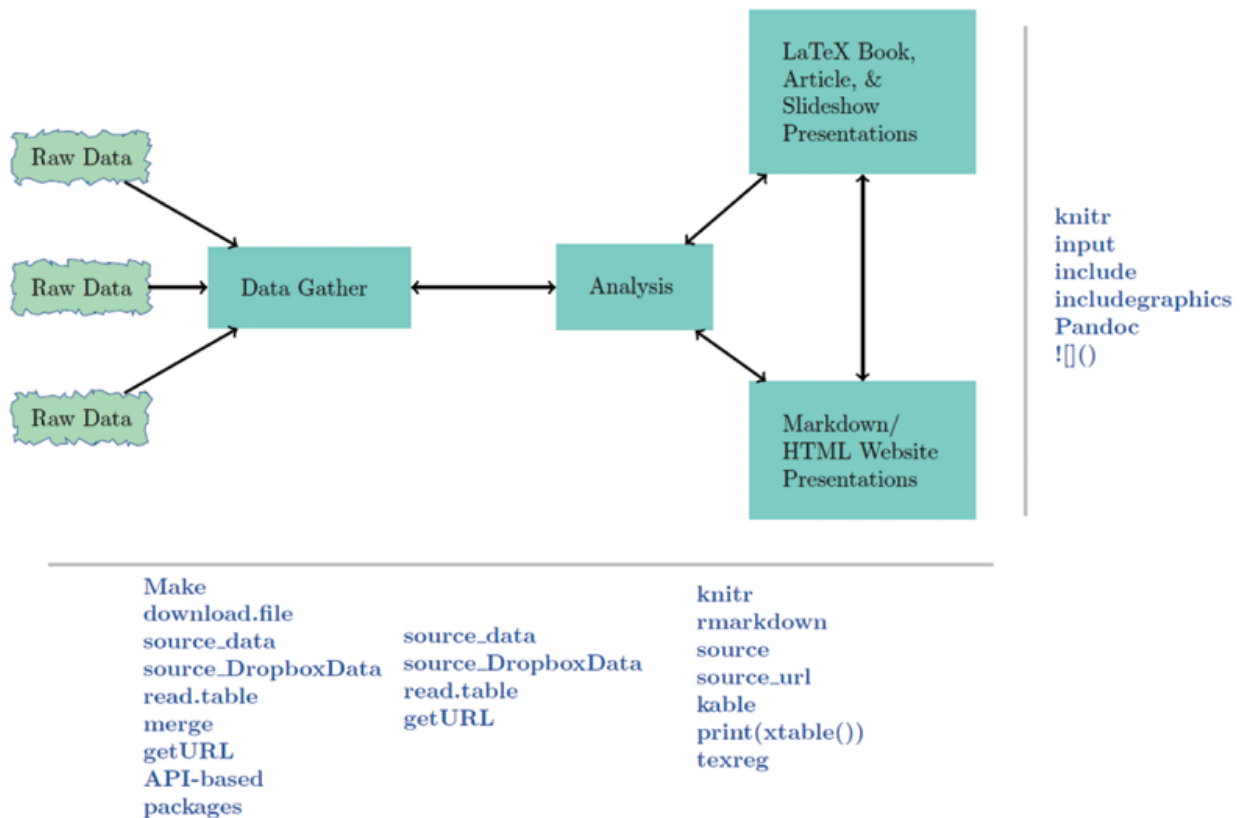 LaTeX Book,
Article, &
Slideshow
Presentations
Raw Data
Raw Data
Data Gather
Analysis
Raw Data
Markdown/
HTML Website
Presentations
knitr
input
include
includegraphics
Pandoc
![]()
Make
download.file
source_data
source_DropboxData
read.table
merge
getURL
API-based
packages
source_data
source_DropboxData
read.table
getURL
knitr
rmarkdown
source
source_url
kable
print(xtable())
texreg